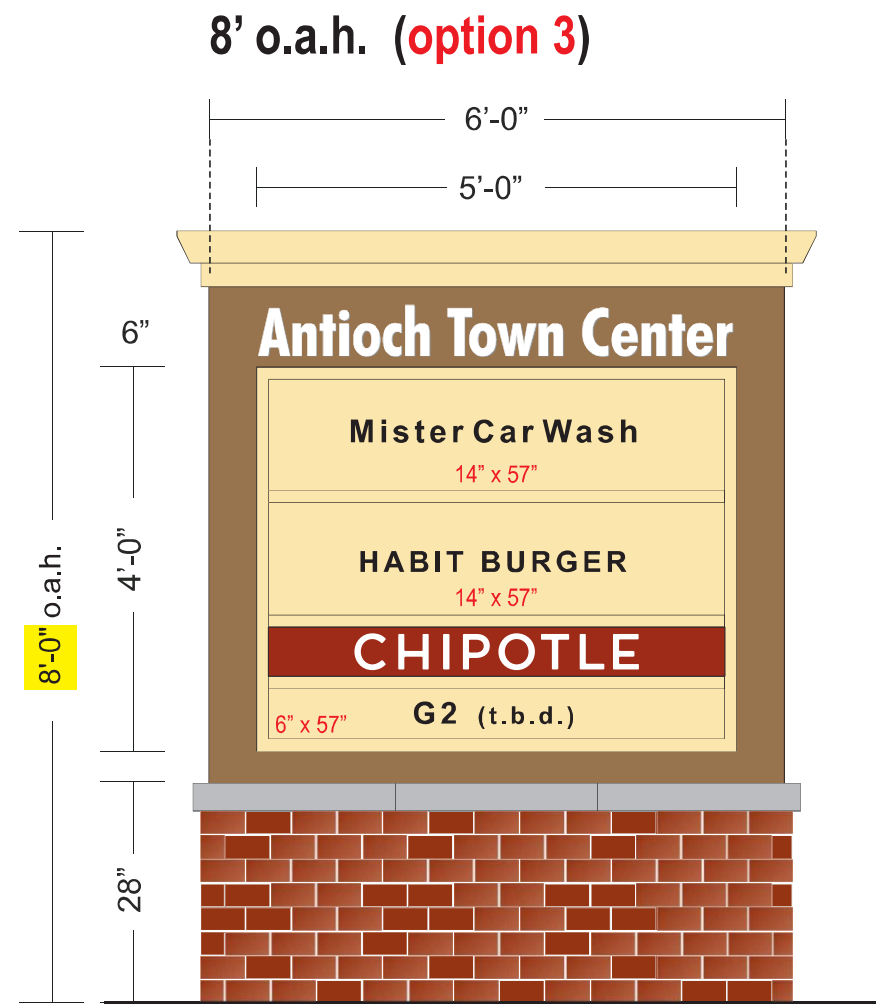 8’ o.a.h. (option 3)
6’-0”
5’-0”
6”
Antioch Town Center
Mister Car Wash
14” x 57”
4’-0”
8'-0" o.a.h.
HABIT BURGER
14” x 57”
CHIPOTLE
6” x 57” G2 (t.b.d.)
28”